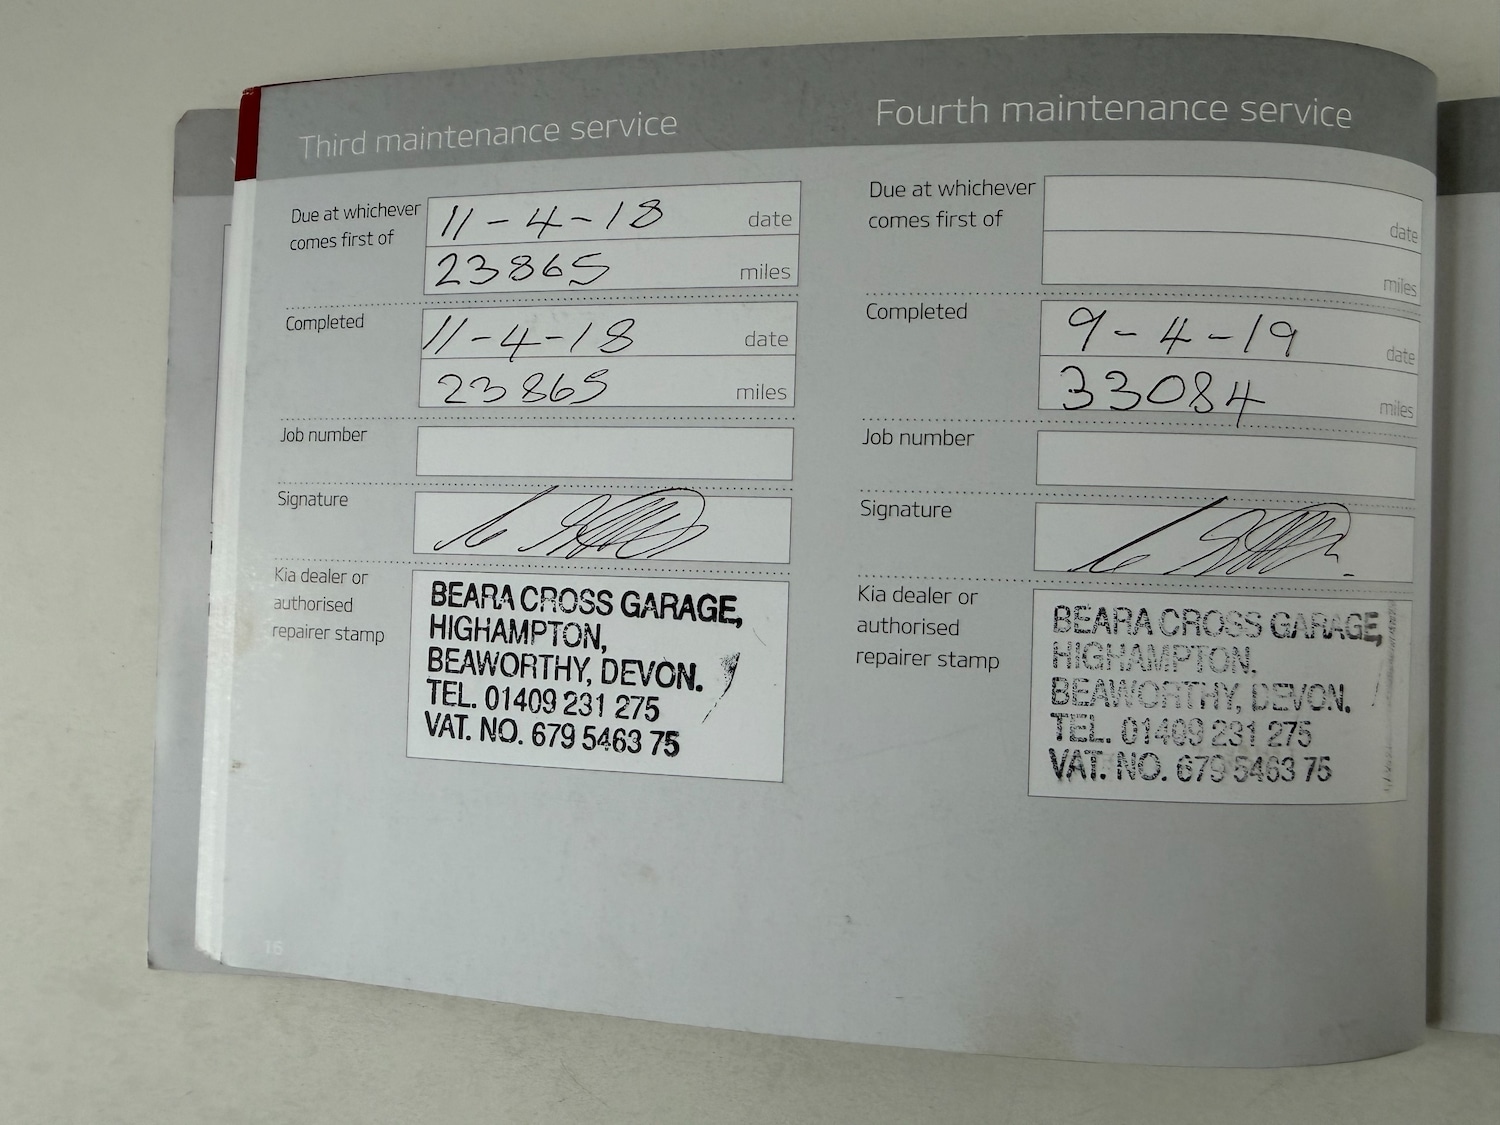 Third maintenance service
Due at whichever
comes first of
11-4-18 date
23865 miles
Completed
11-4-18 date
23865 miles
Job number
Signature
Kia dealer or
authorised
repairer stamp
BEARA CROSS GARAGE,
HIGHAMPTON,
BEAWORTHY, DEVON.
TEL. 01409 231 275
VAT. NO. 679 5463 75
16
Fourth maintenance service
Due at whichever
comes first of
date
miles
Completed
9-4-19 date
33084 miles
Job number
Signature
Kia dealer or
authorised
repairer stamp
BEARA CROSS GARAGE,
HIGHAMPTON.
BEAWORTHY, DEVON.
TEL. 01409 231 275
VAT. NO. 679 5463 75